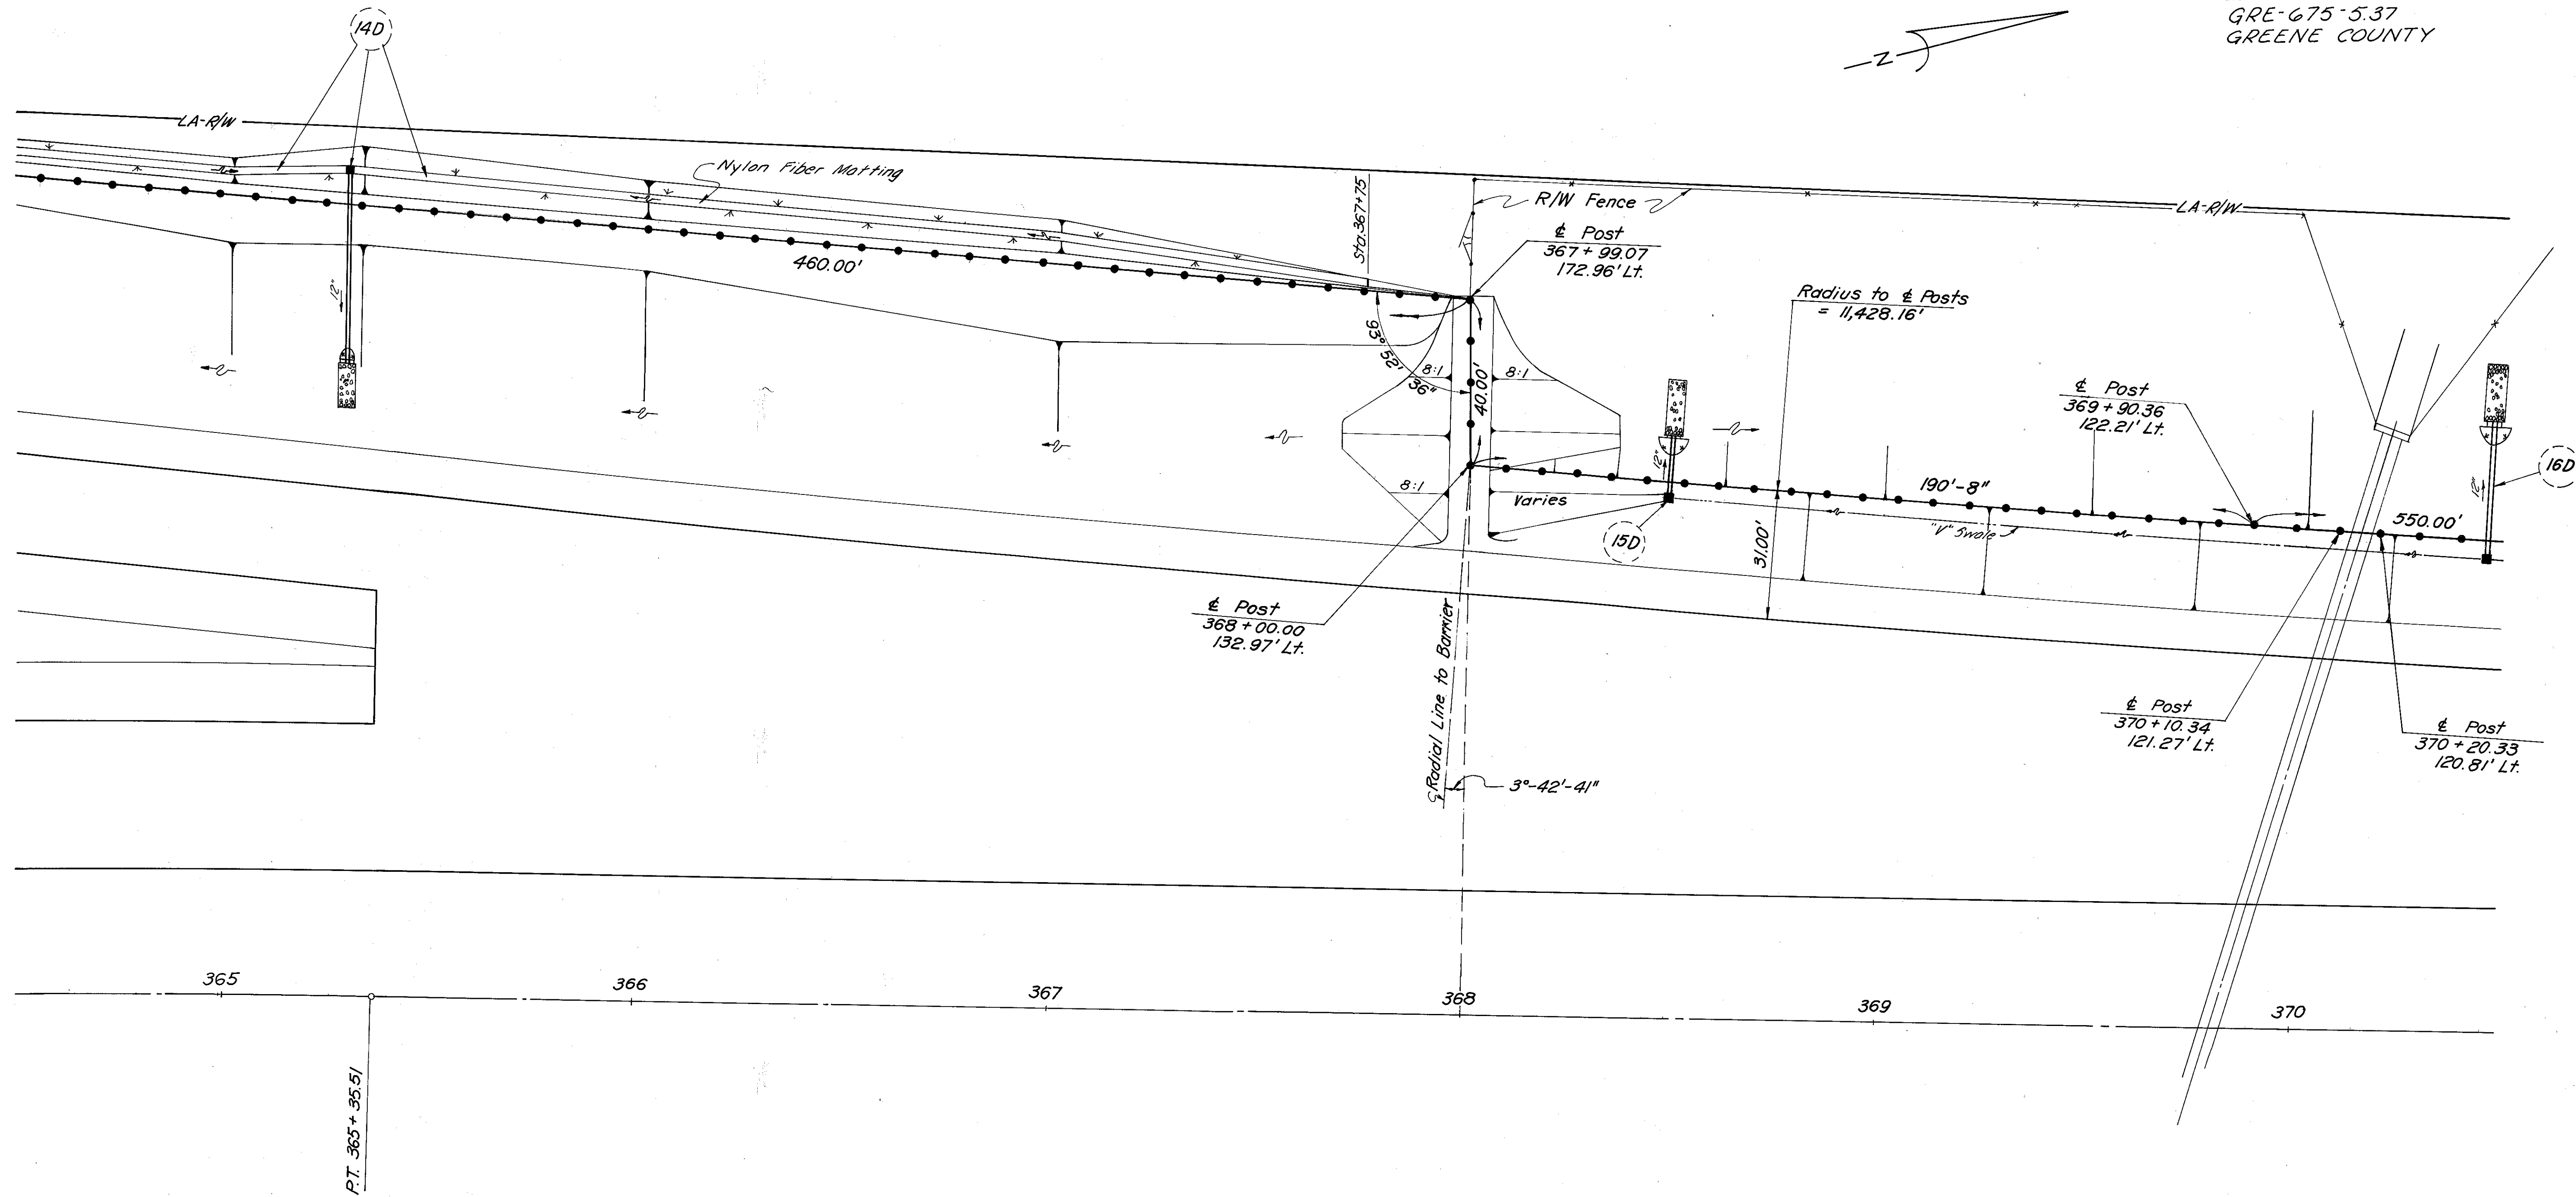 GRE-675-5.37
GREENE COUNTY
N
14D
LA-R/W
Nylon Fiber Matting
Sta. 367+75
R/W Fence
LA-R/W
℄ Post
367 + 99.07
172.96' Lt.
460.00'
12"
Radius to ℄ Posts
= 11,428.16'
93° 52' 36"
8:1
8:1
40.00'
℄ Post
369 + 90.36
122.21' Lt.
16D
12"
12"
8:1
Varies
190'-8"
15D
"V" Swale
550.00'
31.00'
℄ Post
368 + 00.00
132.97' Lt.
℄ Radial Line to Barrier
3°-42'-41"
℄ Post
370 + 10.34
121.27' Lt.
℄ Post
370 + 20.33
120.81' Lt.
365
366
367
368
369
370
P.T. 365 + 35.51